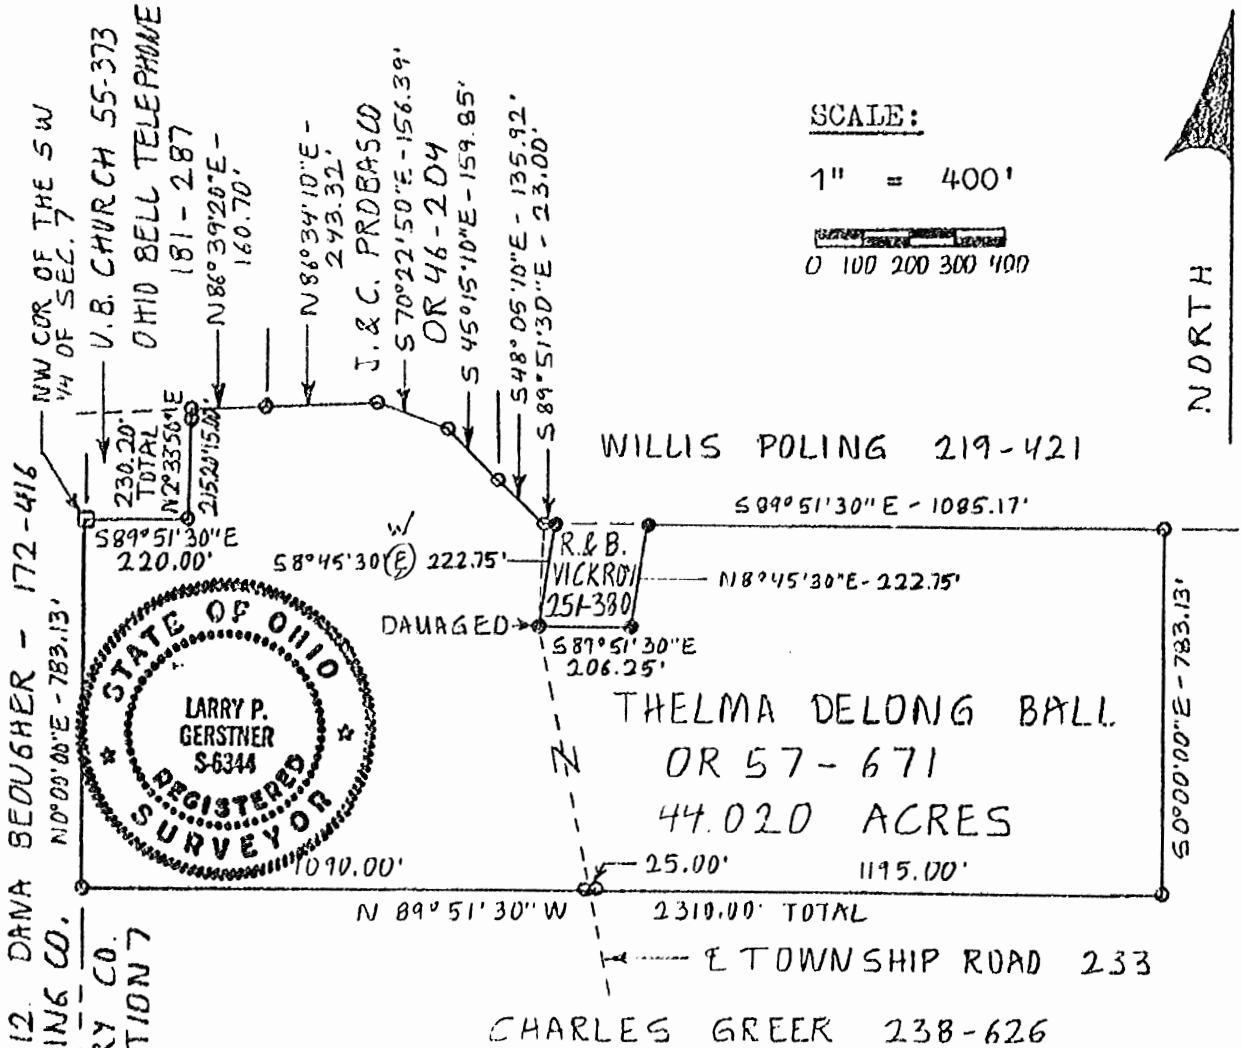 NW COR OF THE SW
1/4 OF SEC. 7
U.B. CHURCH 55-373
OHIO BELL TELEPHONE
181-287
N86°39'20"E-
160.70'
N86°34'10"E-
243.32'
J. & C. PROBASCO
S70°22'50"E-156.39'
OR 46-204
S45°15'10"E-159.85'
S48°05'10"E-135.92'
S89°51'30"E-23.00'
SCALE:
1" = 400'
0 100 200 300 400
NORTH
230.20'
TOTAL
N2°33'50"E
215.20'
15.00'
WILLIS POLING 219-421
S89°51'30"E-1085.17'
S89°51'30"E
220.00'
W
S8°45'30"(E) 222.75'
R. & B.
VICKROY
251-380
N8°45'30"E-222.75'
DAMAGED
S89°51'30"E
206.25'
DANA BEOUGHER - 172-416
N0°00'00"E-783.13'
STATE OF OHIO
LARRY P.
GERSTNER
S-6344
REGISTERED
SURVEYOR
THELMA DELONG BALL
OR 57-671
44.020 ACRES
S0°00'00"E-783.13'
1090.00'
25.00'
1195.00'
N 89°51'30"W
2310.00' TOTAL
℄ TOWNSHIP ROAD 233
CHARLES GREER 238-626
12
ING CO.
RY CO.
TION 7